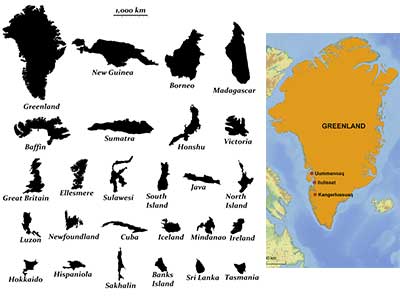 1,000 km
Greenland
New Guinea
Borneo
Madagascar
Baffin
Sumatra
Honshu
Victoria
Great Britain
Ellesmere
Sulawesi
South
Island
Java
North
Island
Luzon
Newfoundland
Cuba
Iceland
Mindanao
Ireland
Hokkaido
Hispaniola
Sakhalin
Banks
Island
Sri Lanka
Tasmania
GREENLAND
Uummannaq
Ilulissat
Kangerlussuaq